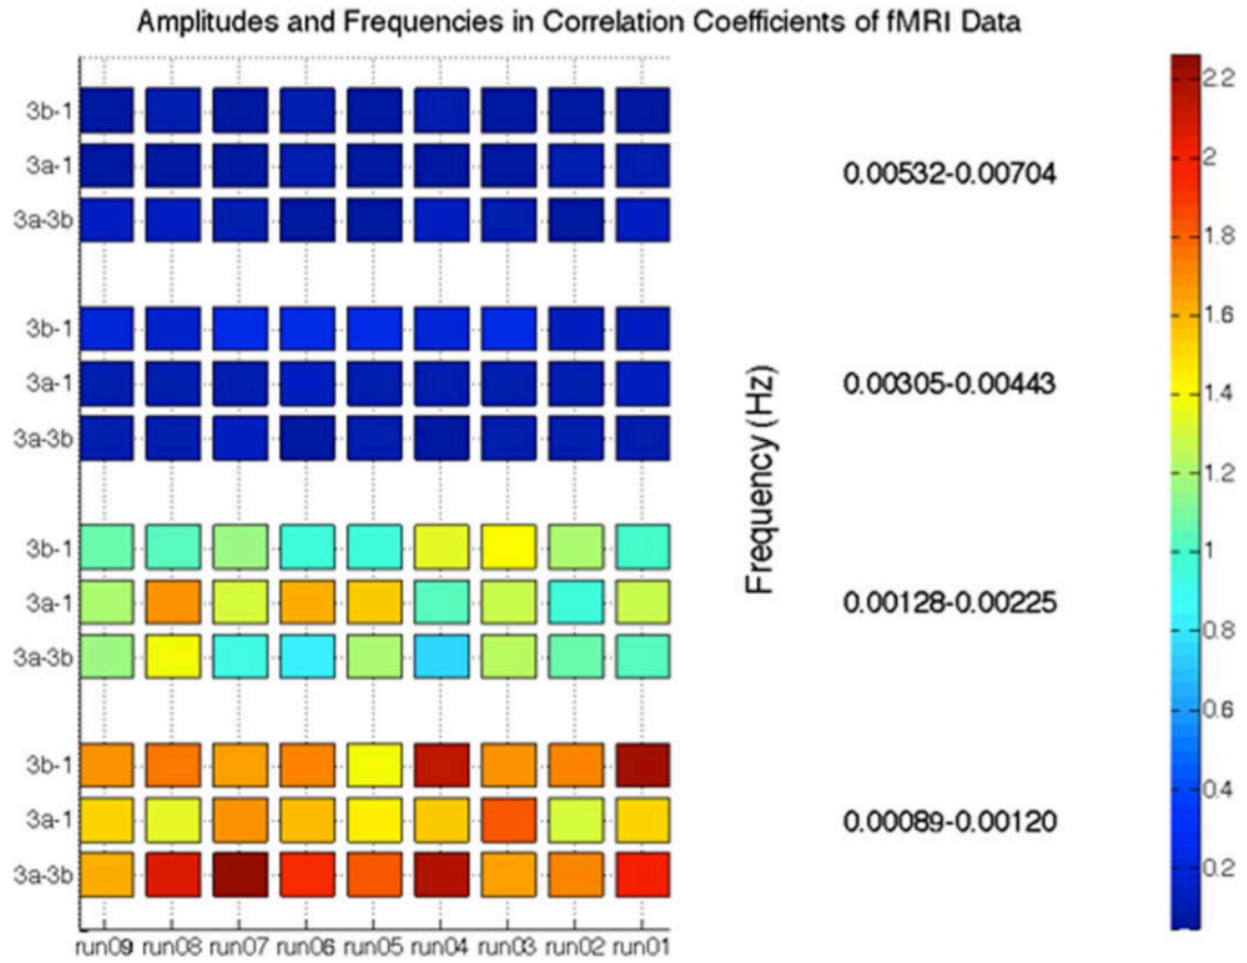 Amplitudes and Frequencies in Correlation Coefficients of fMRI Data
3b-1
3a-1
3a-3b
0.00532-0.00704
3b-1
3a-1
3a-3b
0.00305-0.00443
3b-1
3a-1
3a-3b
0.00128-0.00225
3b-1
3a-1
3a-3b
0.00089-0.00120
run09 run08 run07 run06 run05 run04 run03 run02 run01
Frequency (Hz)
2.2
2
1.8
1.6
1.4
1.2
1
0.8
0.6
0.4
0.2